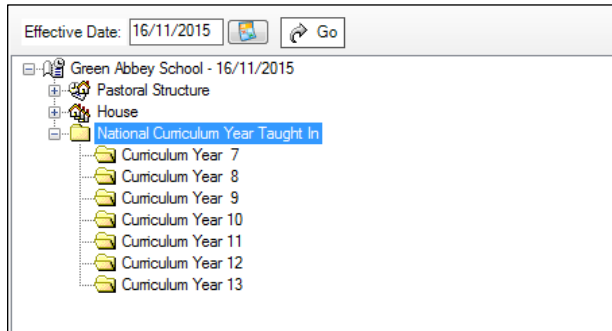 Effective Date: 16/11/2015 Go
Green Abbey School - 16/11/2015
Pastoral Structure
House
National Curriculum Year Taught In
Curriculum Year 7
Curriculum Year 8
Curriculum Year 9
Curriculum Year 10
Curriculum Year 11
Curriculum Year 12
Curriculum Year 13